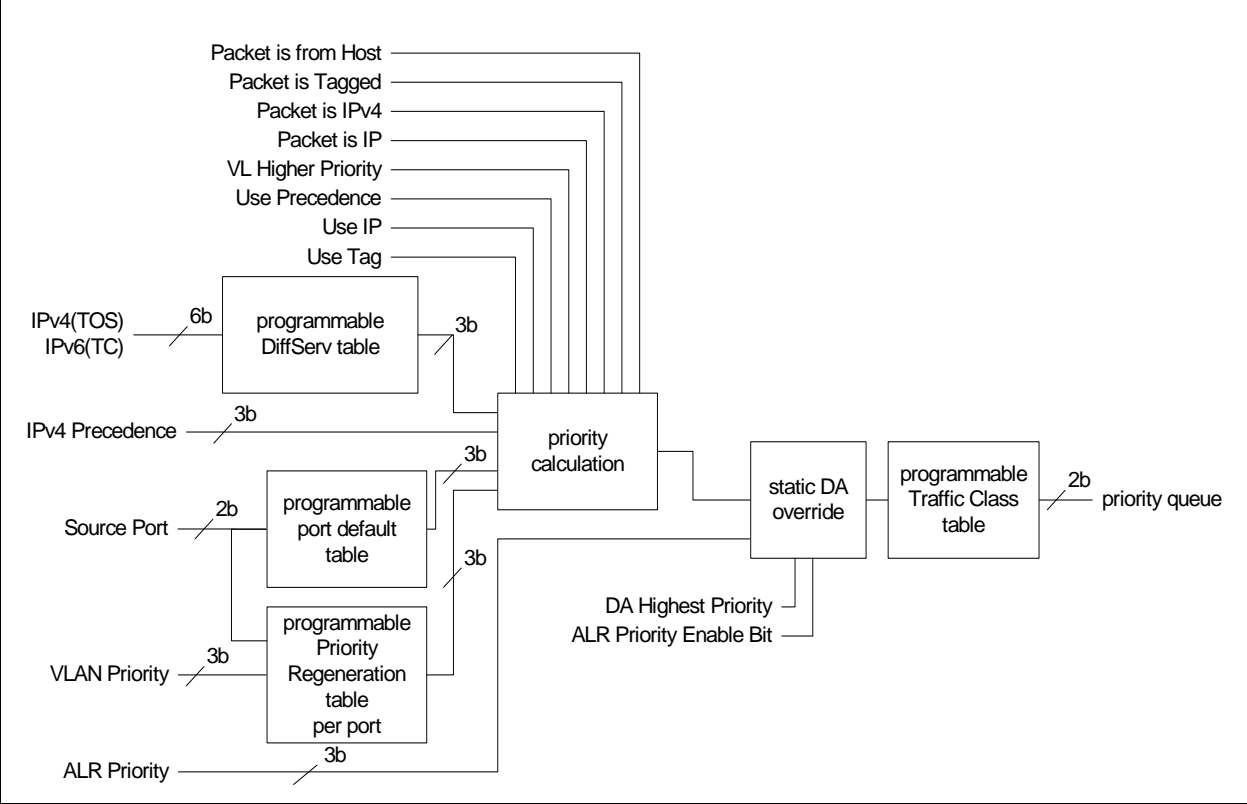 Packet is from Host
Packet is Tagged
Packet is IPv4
Packet is IP
VL Higher Priority
Use Precedence
Use IP
Use Tag
IPv4(TOS)
IPv6(TC)
6b
programmable
DiffServ table
3b
IPv4 Precedence
3b
priority
calculation
3b
Source Port
2b
programmable
port default
table
static DA
override
programmable
Traffic Class
table
2b
priority queue
3b
VLAN Priority
3b
programmable
Priority
Regeneration
table
per port
DA Highest Priority
ALR Priority Enable Bit
ALR Priority
3b